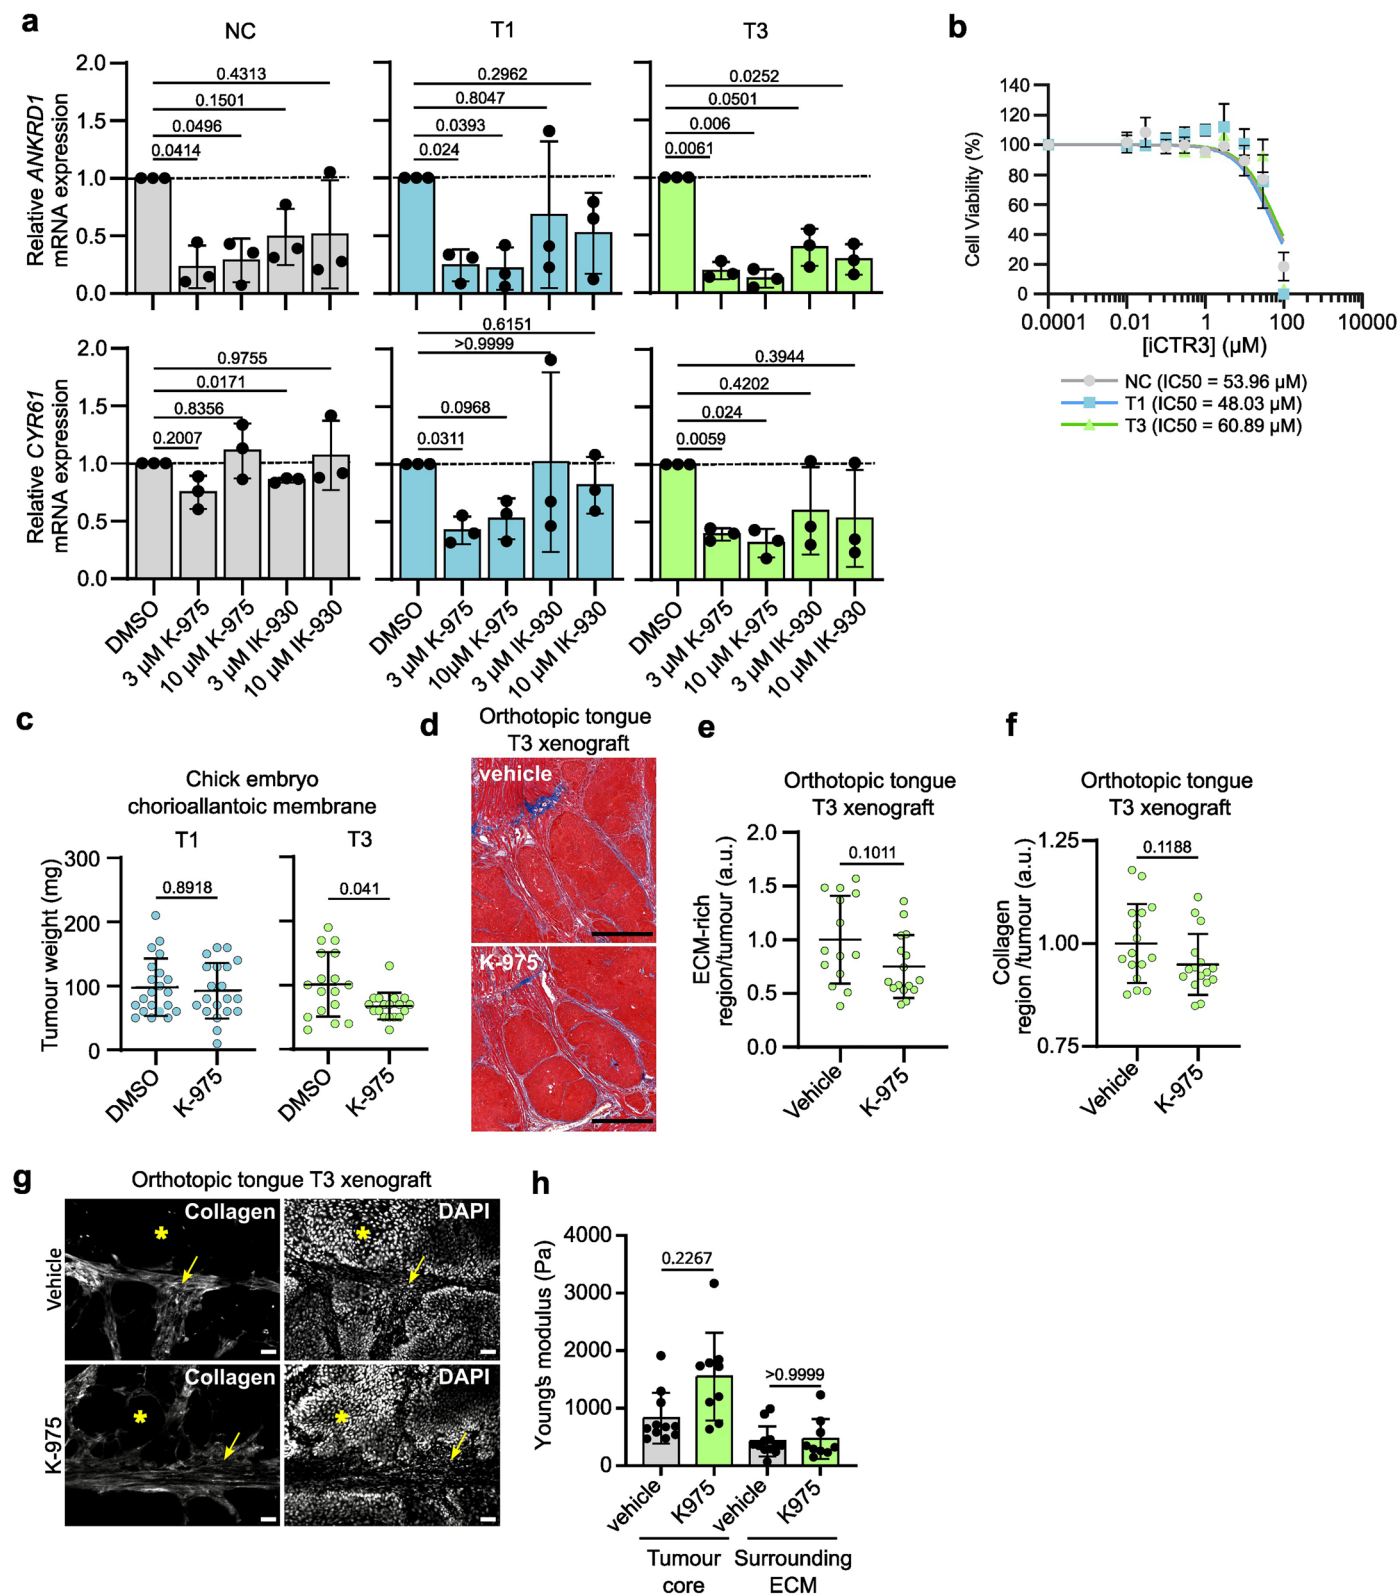 a
NC
T1
T3
Relative ANKRD1
mRNA expression
2.0
1.5
1.0
0.5
0.0
0.4313
0.1501
0.0496
0.0414
0.2962
0.8047
0.0393
0.024
0.0252
0.0501
0.006
0.0061
Relative CYR61
mRNA expression
2.0
1.5
1.0
0.5
0.0
0.9755
0.0171
0.8356
0.2007
0.6151
>0.9999
0.0968
0.0311
0.3944
0.4202
0.024
0.0059
DMSO
3 µM K-975
10 µM K-975
3 µM IK-930
10 µM IK-930
DMSO
3 µM K-975
10µM K-975
3 µM IK-930
10 µM IK-930
DMSO
3 µM K-975
10 µM K-975
3 µM IK-930
10 µM IK-930
b
Cell Viability (%)
140
120
100
80
60
40
20
0
0.0001
0.01
1
100
10000
[iCTR3] (µM)
NC (IC50 = 53.96 µM)
T1 (IC50 = 48.03 µM)
T3 (IC50 = 60.89 µM)
c
Chick embryo
chorioallantoic membrane
T1
T3
Tumour weight (mg)
300
200
100
0
0.8918
0.041
DMSO
K-975
DMSO
K-975
d
Orthotopic tongue
T3 xenograft
vehicle
K-975
e
Orthotopic tongue
T3 xenograft
ECM-rich
region/tumour (a.u.)
2.0
1.5
1.0
0.5
0.0
0.1011
Vehicle
K-975
f
Orthotopic tongue
T3 xenograft
Collagen
region /tumour (a.u.)
1.25
1.00
0.75
0.1188
Vehicle
K-975
g
Orthotopic tongue T3 xenograft
Vehicle
Collagen
*
DAPI
*
K-975
Collagen
*
DAPI
*
h
Young's modulus (Pa)
4000
3000
2000
1000
0
0.2267
>0.9999
vehicle
K975
vehicle
K975
Tumour
core
Surrounding
ECM